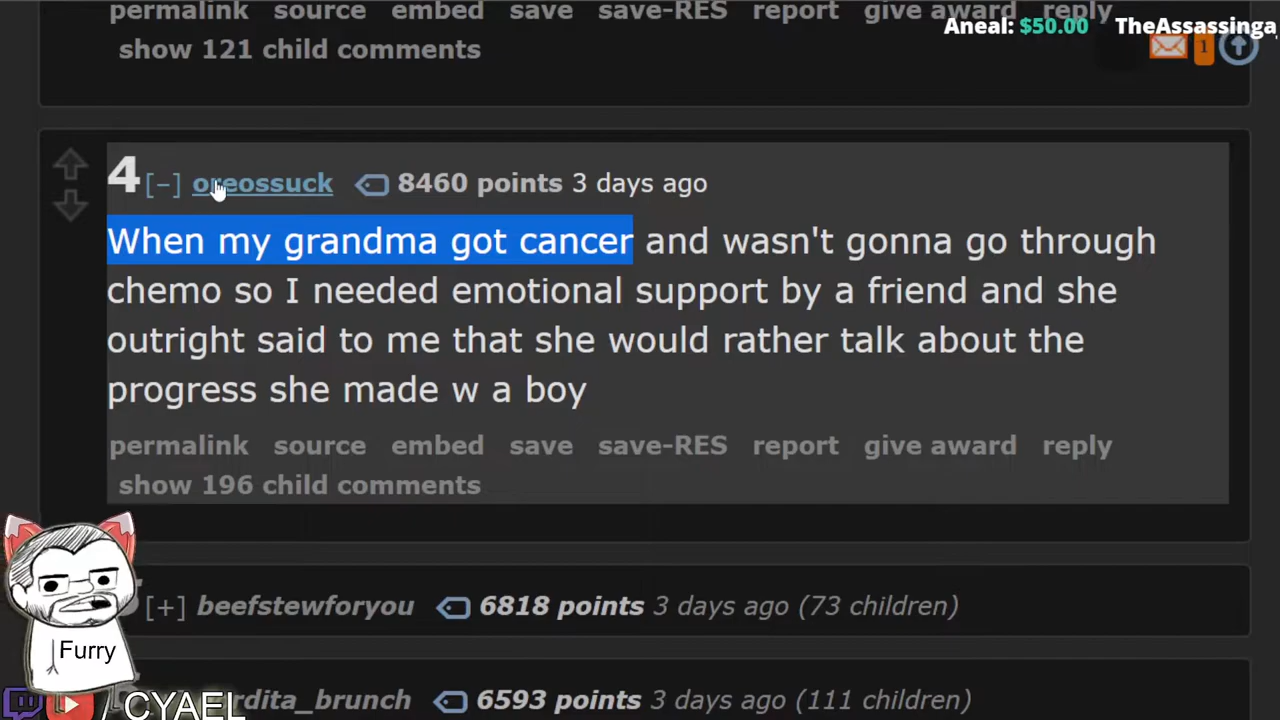 permalink source embed save save-RES report give award reply
Aneal: $50.00 TheAssassinga
show 121 child comments
1
4 [–] oreossuck 8460 points 3 days ago
When my grandma got cancer and wasn't gonna go through
chemo so I needed emotional support by a friend and she
outright said to me that she would rather talk about the
progress she made w a boy
permalink source embed save save-RES report give award reply
show 196 child comments
[+] beefstewforyou 6818 points 3 days ago (73 children)
Furry
rdita_brunch 6593 points 3 days ago (111 children)
/ CYAEL